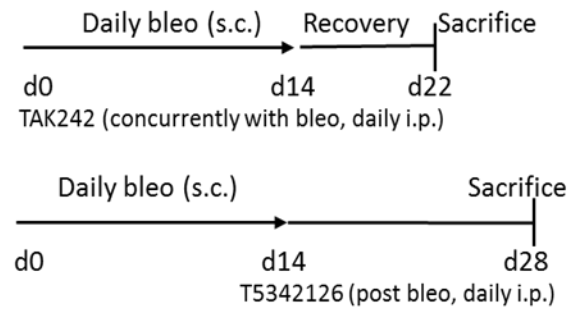 Daily bleo (s.c.) Recovery Sacrifice
d0 d14 d22
TAK242 (concurrently with bleo, daily i.p.)
Daily bleo (s.c.) Sacrifice
d0 d14 d28
T5342126 (post bleo, daily i.p.)